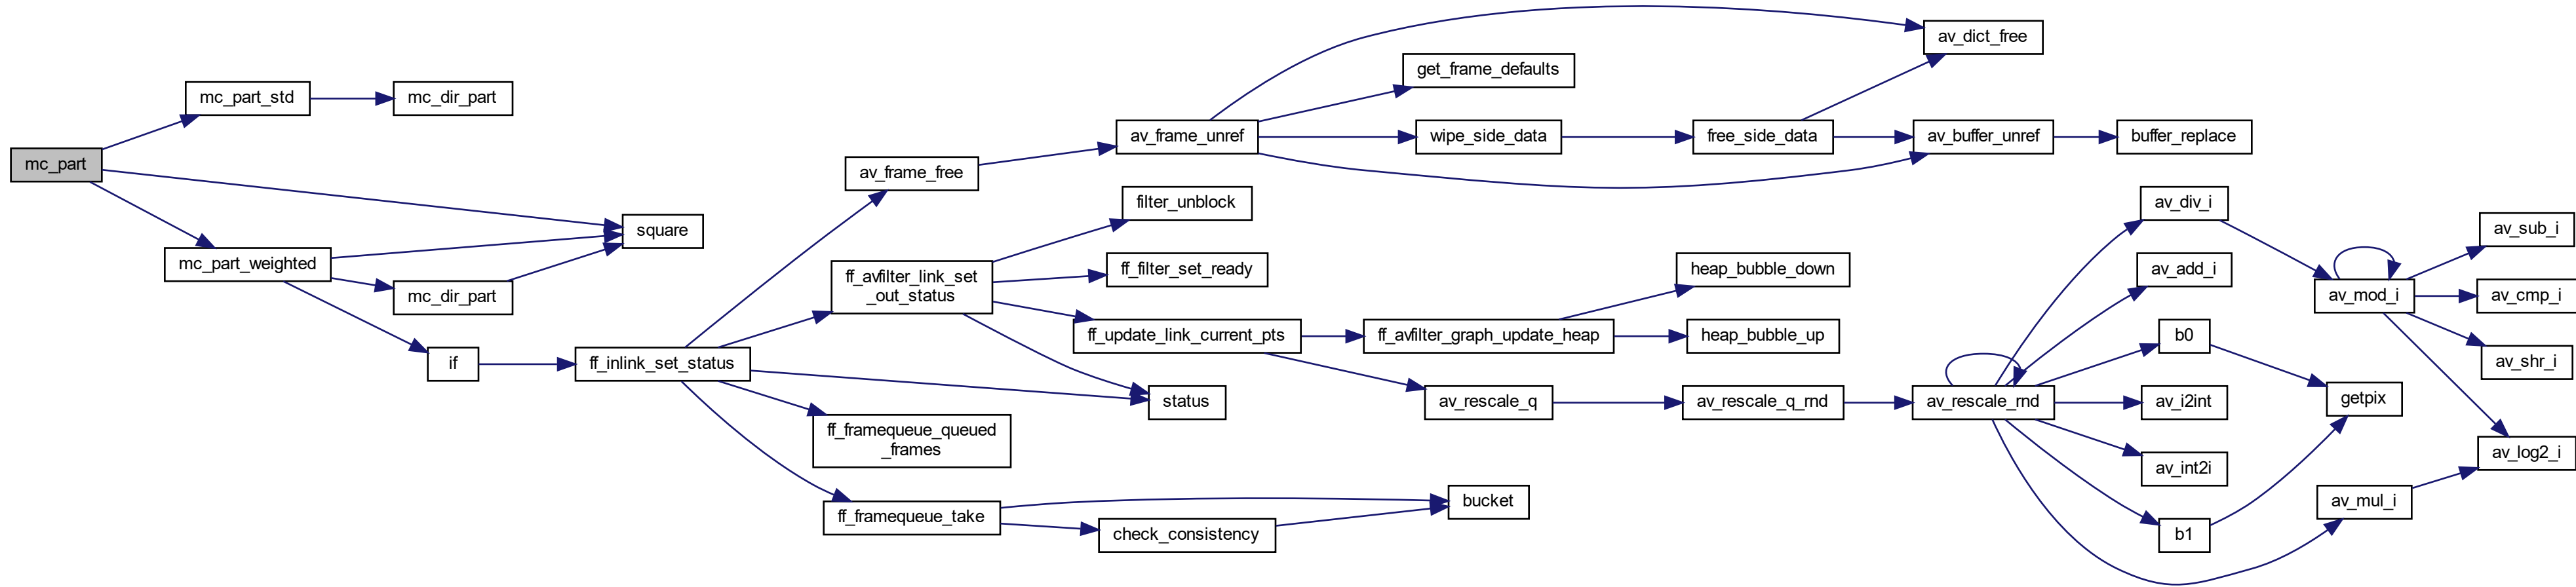 mc_part
mc_part_std
mc_dir_part
square
mc_part_weighted
mc_dir_part
if
ff_inlink_set_status
av_frame_free
av_frame_unref
av_dict_free
get_frame_defaults
wipe_side_data
free_side_data
av_buffer_unref
buffer_replace
ff_avfilter_link_set
_out_status
filter_unblock
ff_filter_set_ready
ff_update_link_current_pts
status
ff_avfilter_graph_update_heap
heap_bubble_down
heap_bubble_up
av_rescale_q
av_rescale_q_rnd
av_rescale_rnd
ff_framequeue_queued
_frames
ff_framequeue_take
check_consistency
bucket
av_div_i
av_add_i
b0
av_i2int
av_int2i
b1
av_mod_i
getpix
av_mul_i
av_sub_i
av_cmp_i
av_shr_i
av_log2_i